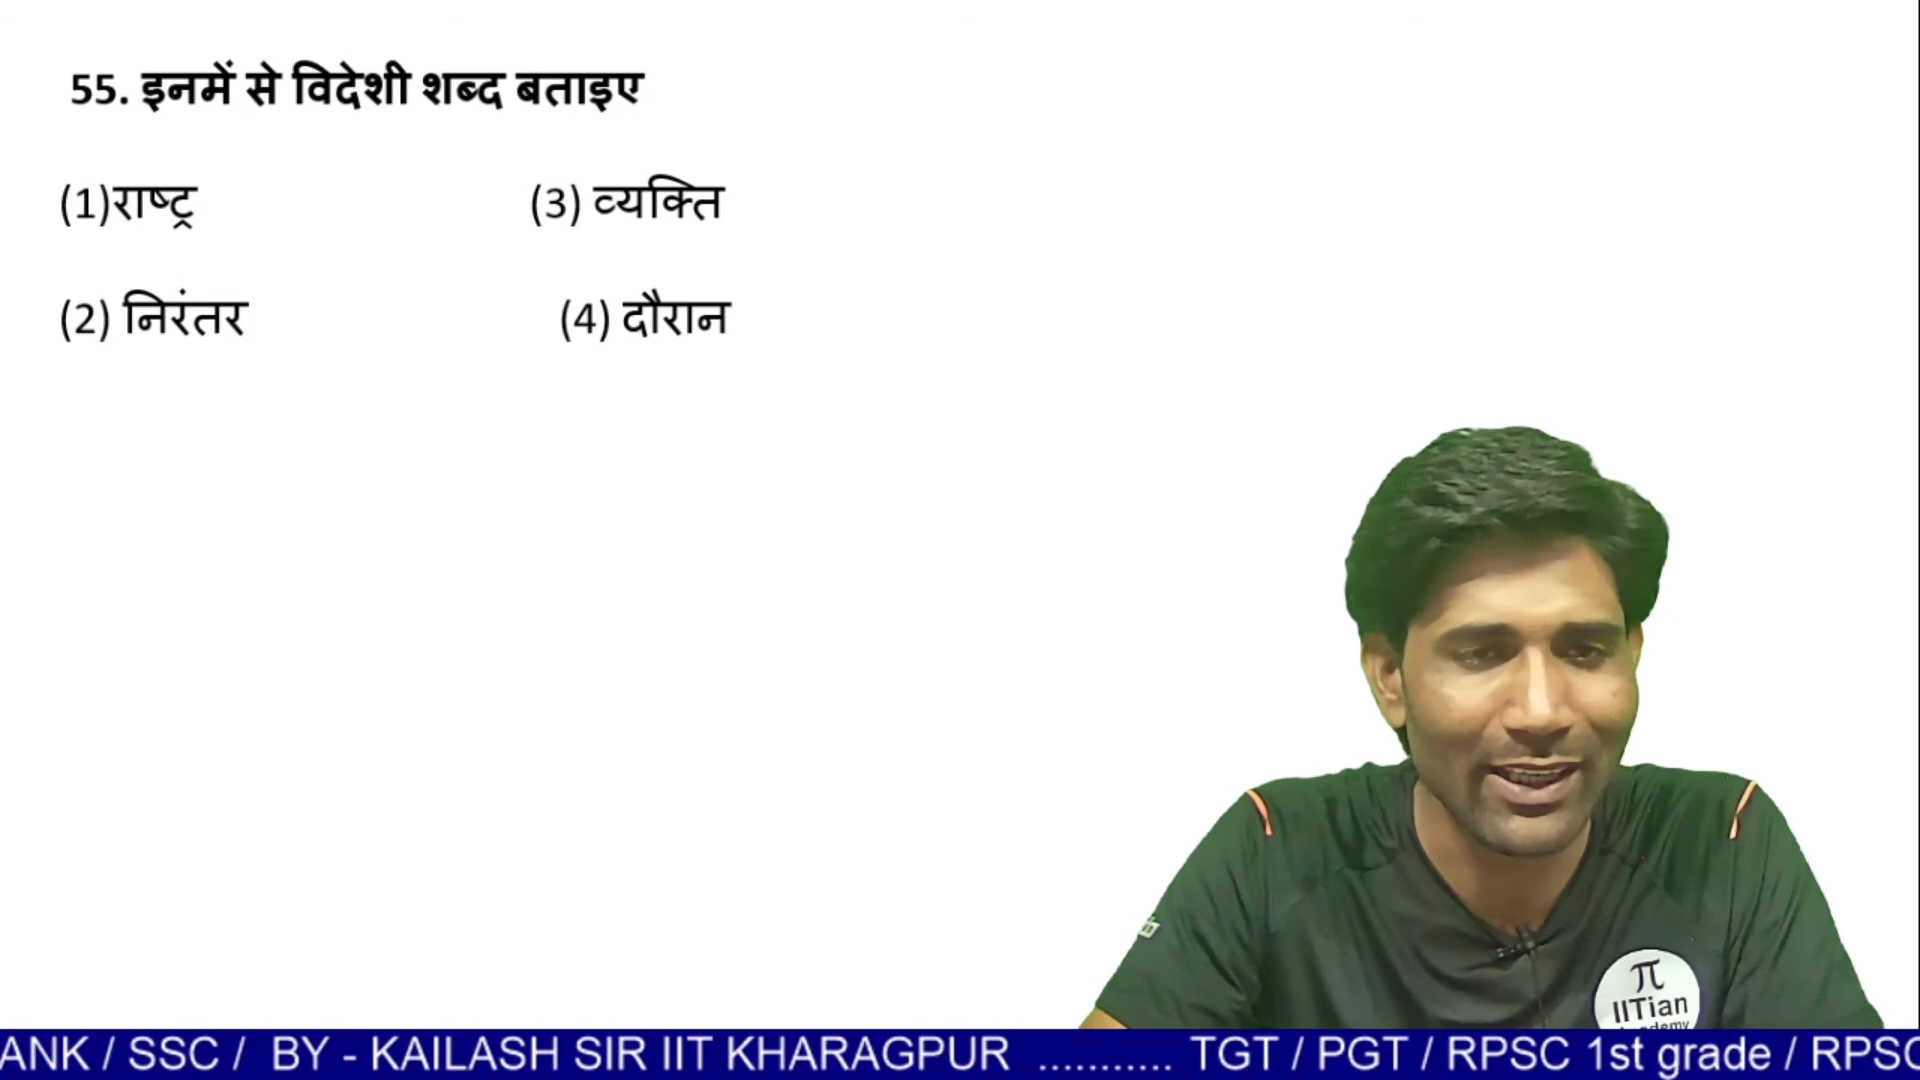 55. इनमें से विदेशी शब्द बताइए
(1)राष्ट्र (3) व्यक्ति
(2) निरंतर (4) दौरान
π
IITian
ANK / SSC / BY - KAILASH SIR IIT KHARAGPUR ........... TGT / PGT / RPSC 1st grade / RPSC